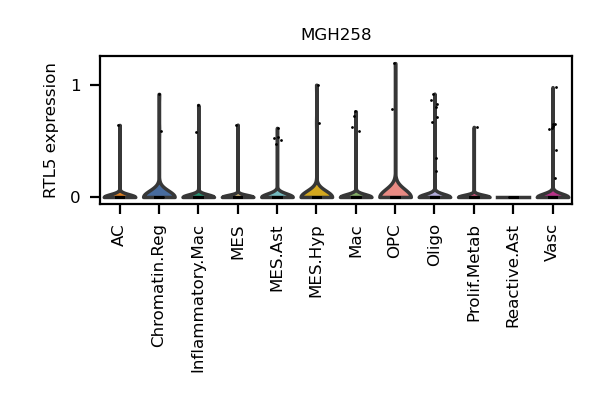 MGH258
RTL5 expression
1
0
AC
Chromatin.Reg
Inflammatory.Mac
MES
MES.Ast
MES.Hyp
Mac
OPC
Oligo
Prolif.Metab
Reactive.Ast
Vasc